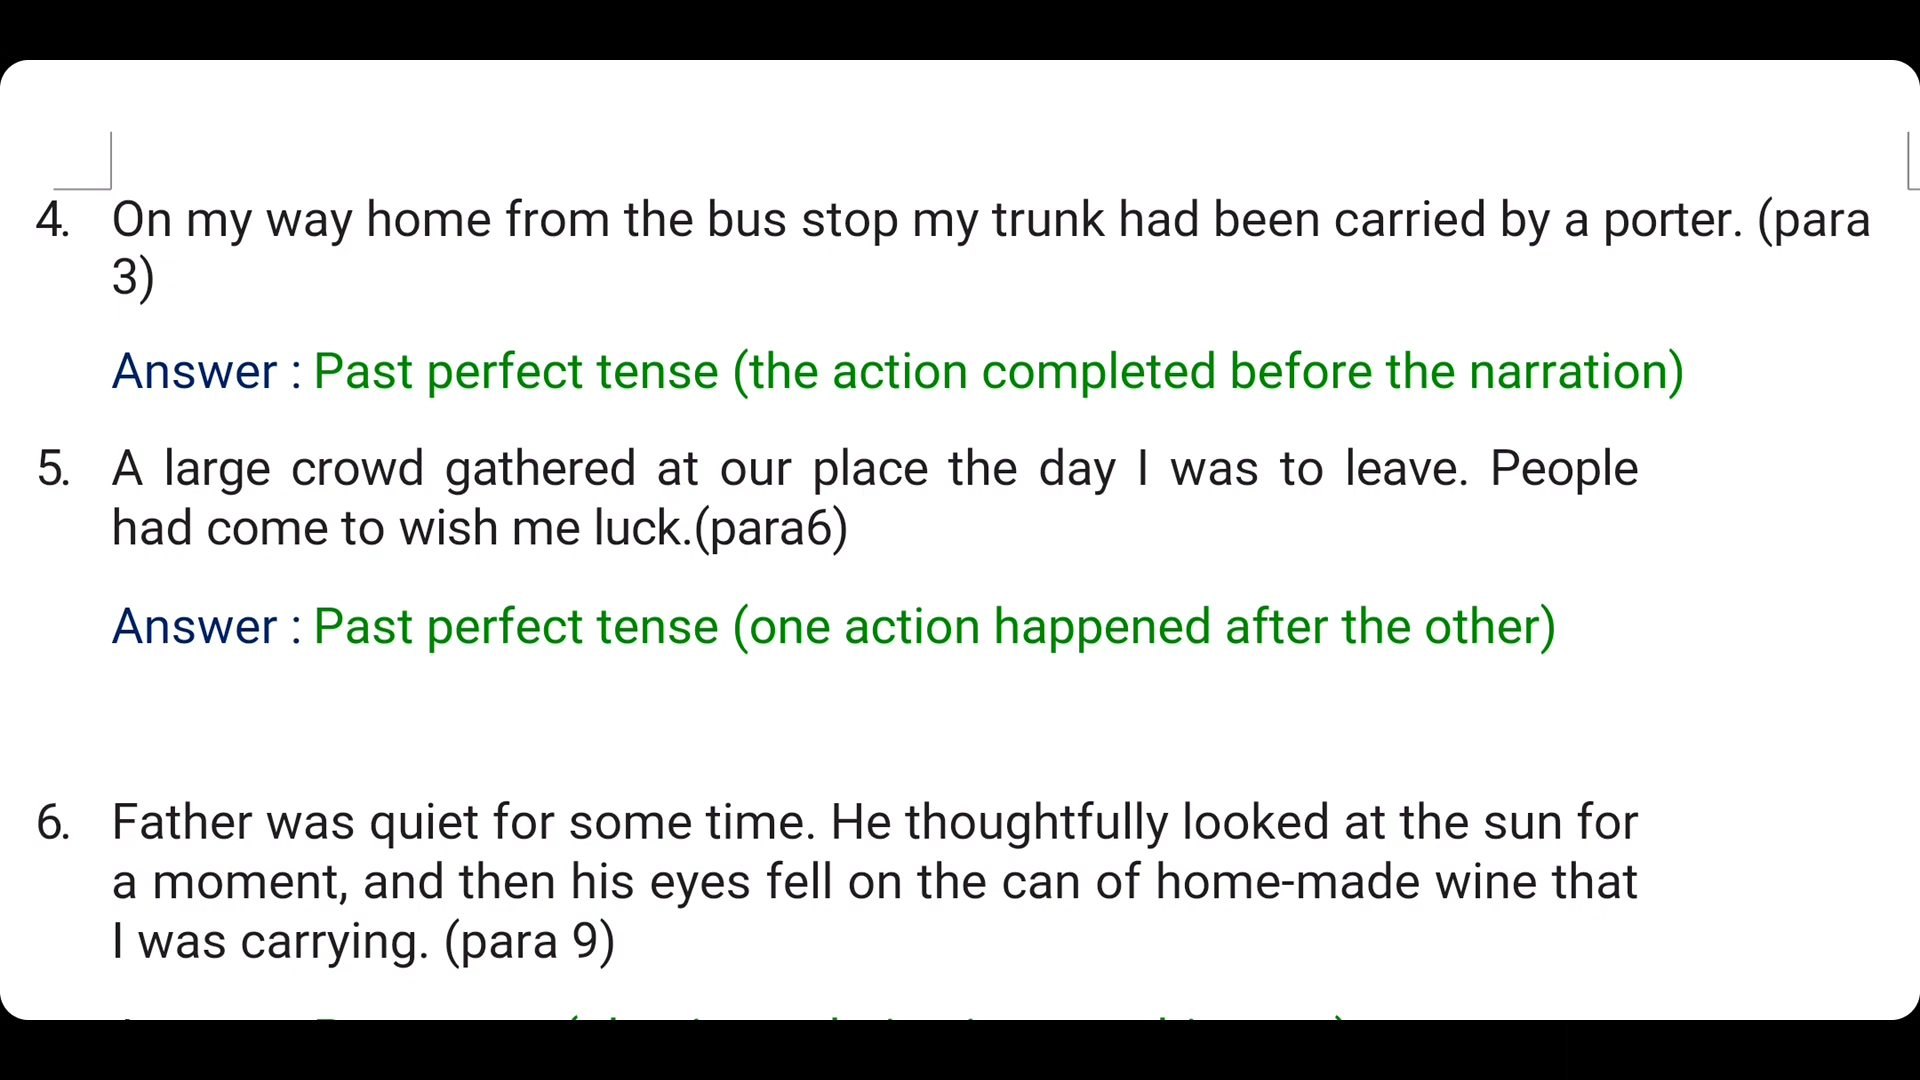 4. On my way home from the bus stop my trunk had been carried by a porter. (para
3)
Answer : Past perfect tense (the action completed before the narration)
5. A large crowd gathered at our place the day I was to leave. People
had come to wish me luck.(para6)
Answer : Past perfect tense (one action happened after the other)
6. Father was quiet for some time. He thoughtfully looked at the sun for
a moment, and then his eyes fell on the can of home-made wine that
I was carrying. (para 9)